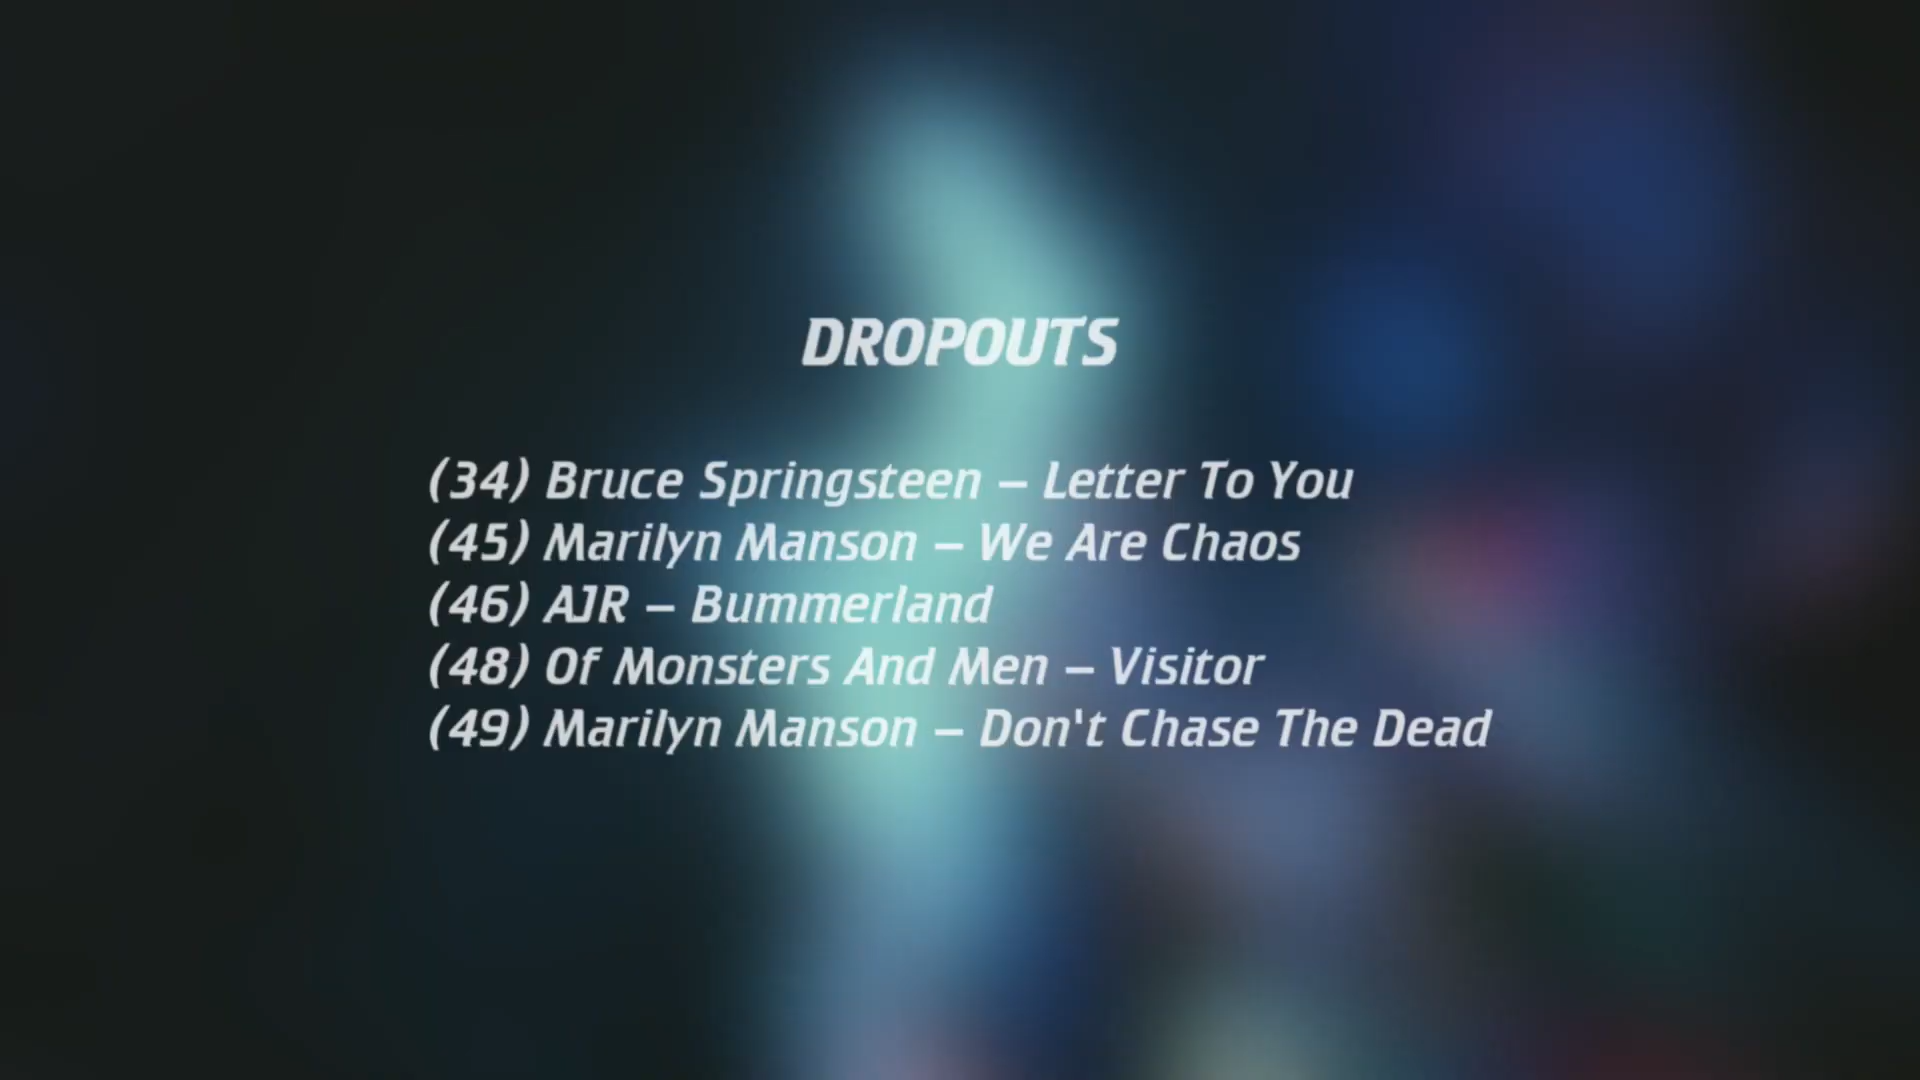 DROPOUTS
(34) Bruce Springsteen – Letter To You
(45) Marilyn Manson – We Are Chaos
(46) AJR – Bummerland
(48) Of Monsters And Men – Visitor
(49) Marilyn Manson – Don't Chase The Dead